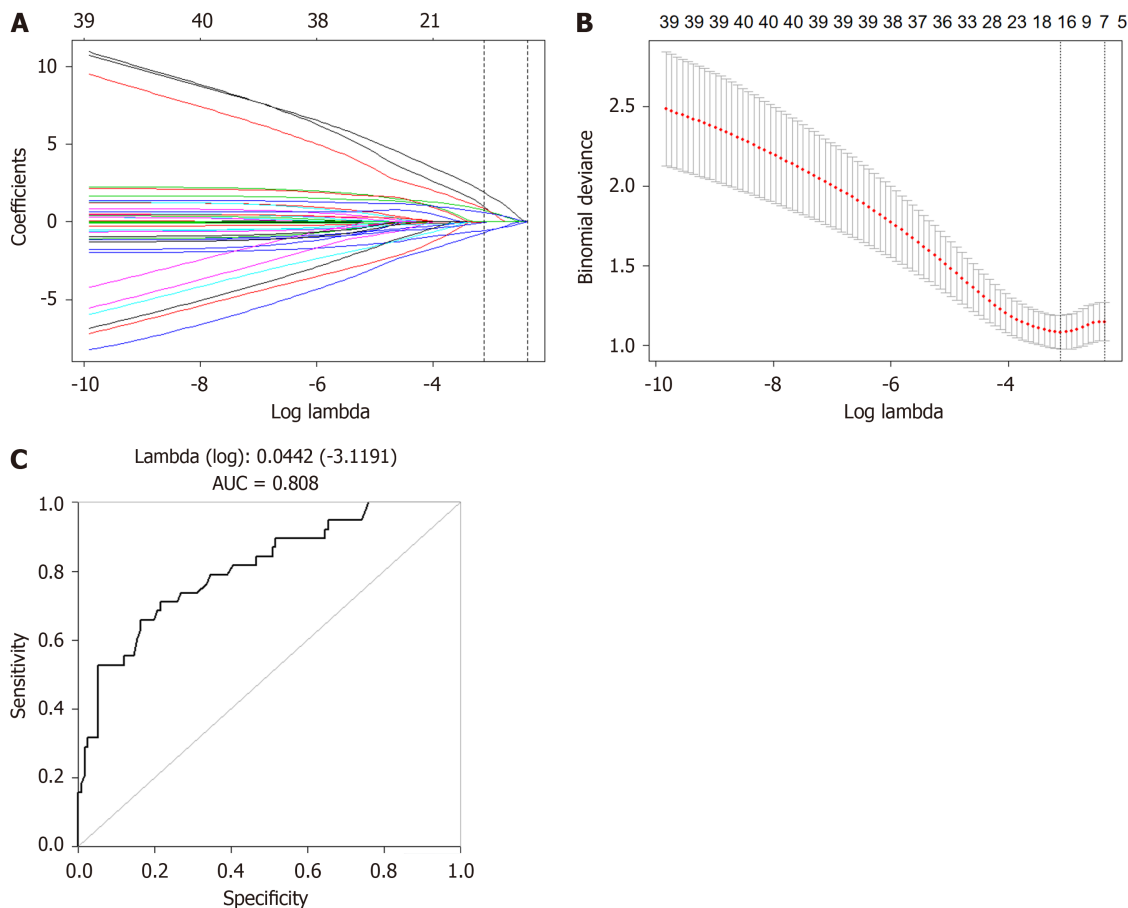 A
39 40 38 21
10
5
0
-5
Coefficients
-10 -8 -6 -4
Log lambda
B
39 39 39 40 40 40 39 39 39 38 37 36 33 28 23 18 16 9 7 5
2.5
2.0
1.5
1.0
Binomial deviance
-10 -8 -6 -4
Log lambda
C
Lambda (log): 0.0442 (-3.1191)
AUC = 0.808
1.0
0.8
0.6
0.4
0.2
0.0
Sensitivity
0.0 0.2 0.4 0.6 0.8 1.0
Specificity